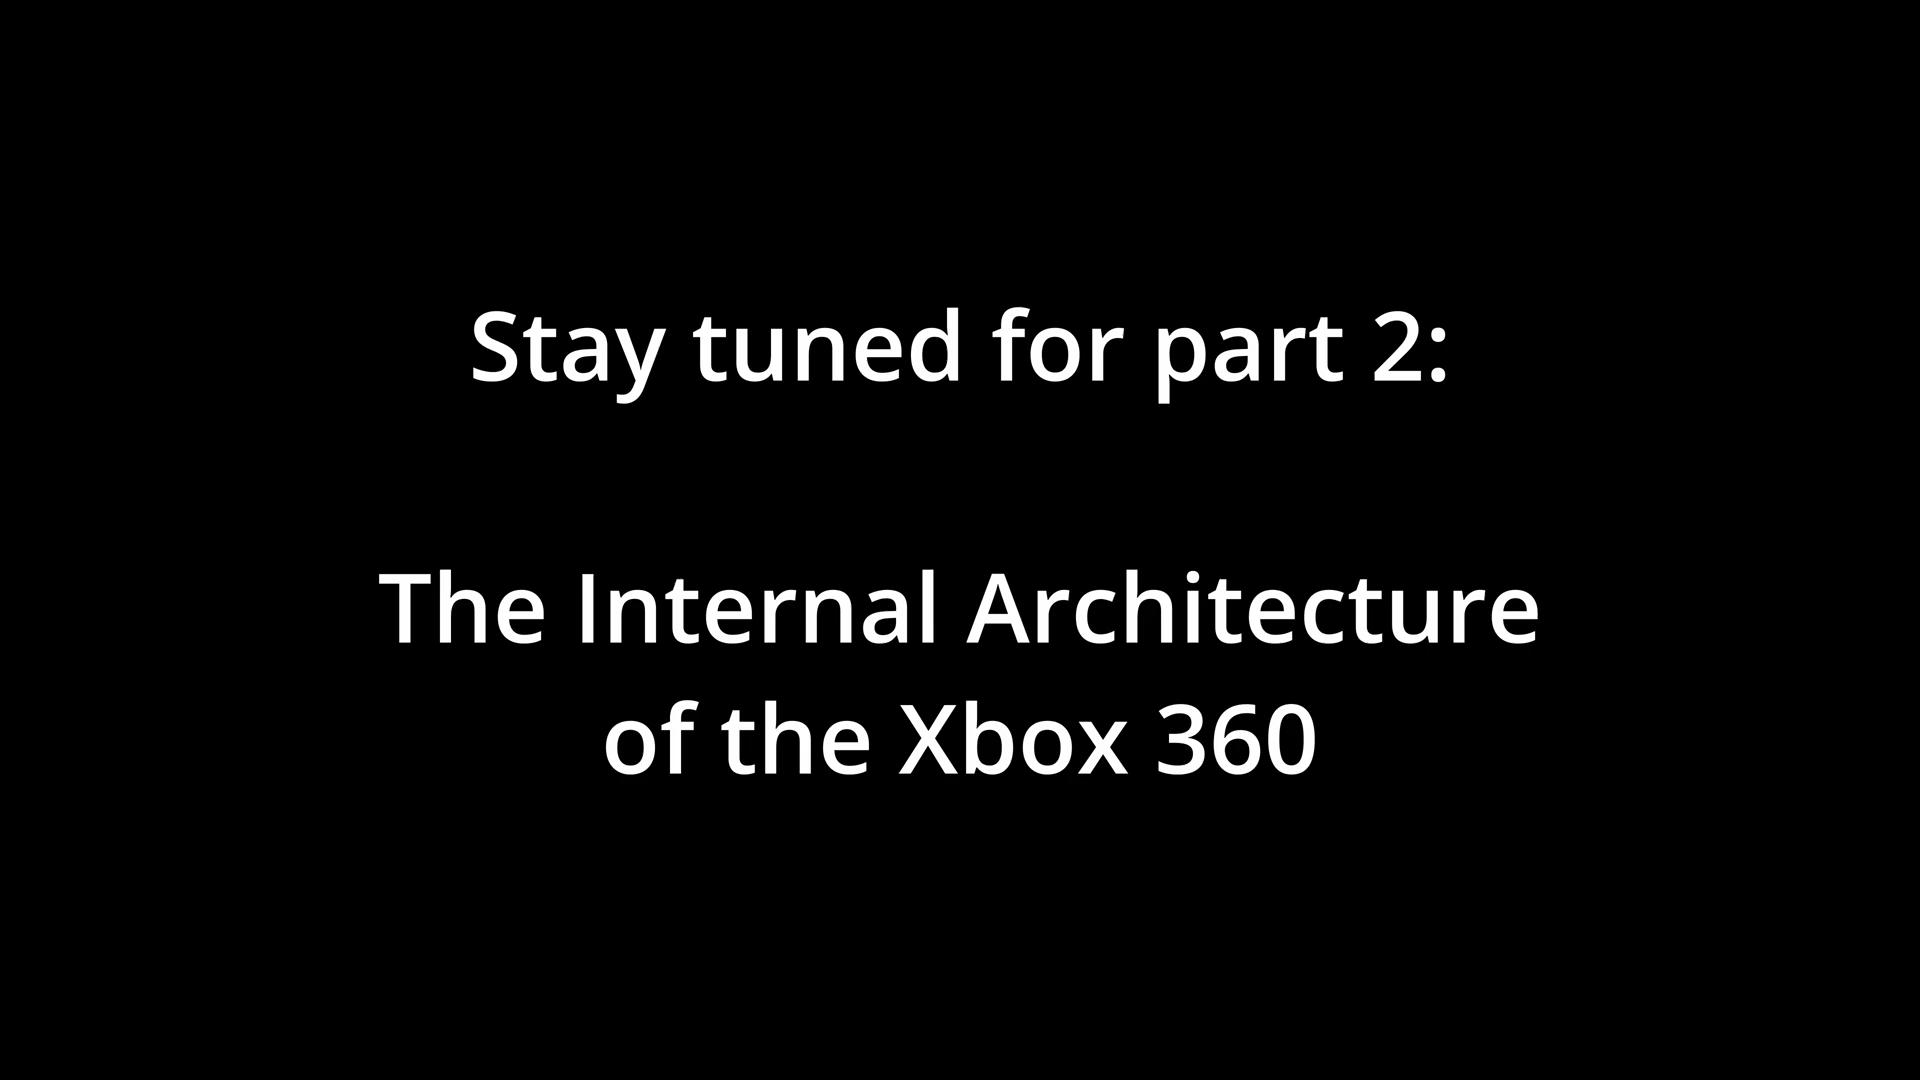 Stay tuned for part 2:
The Internal Architecture
of the Xbox 360